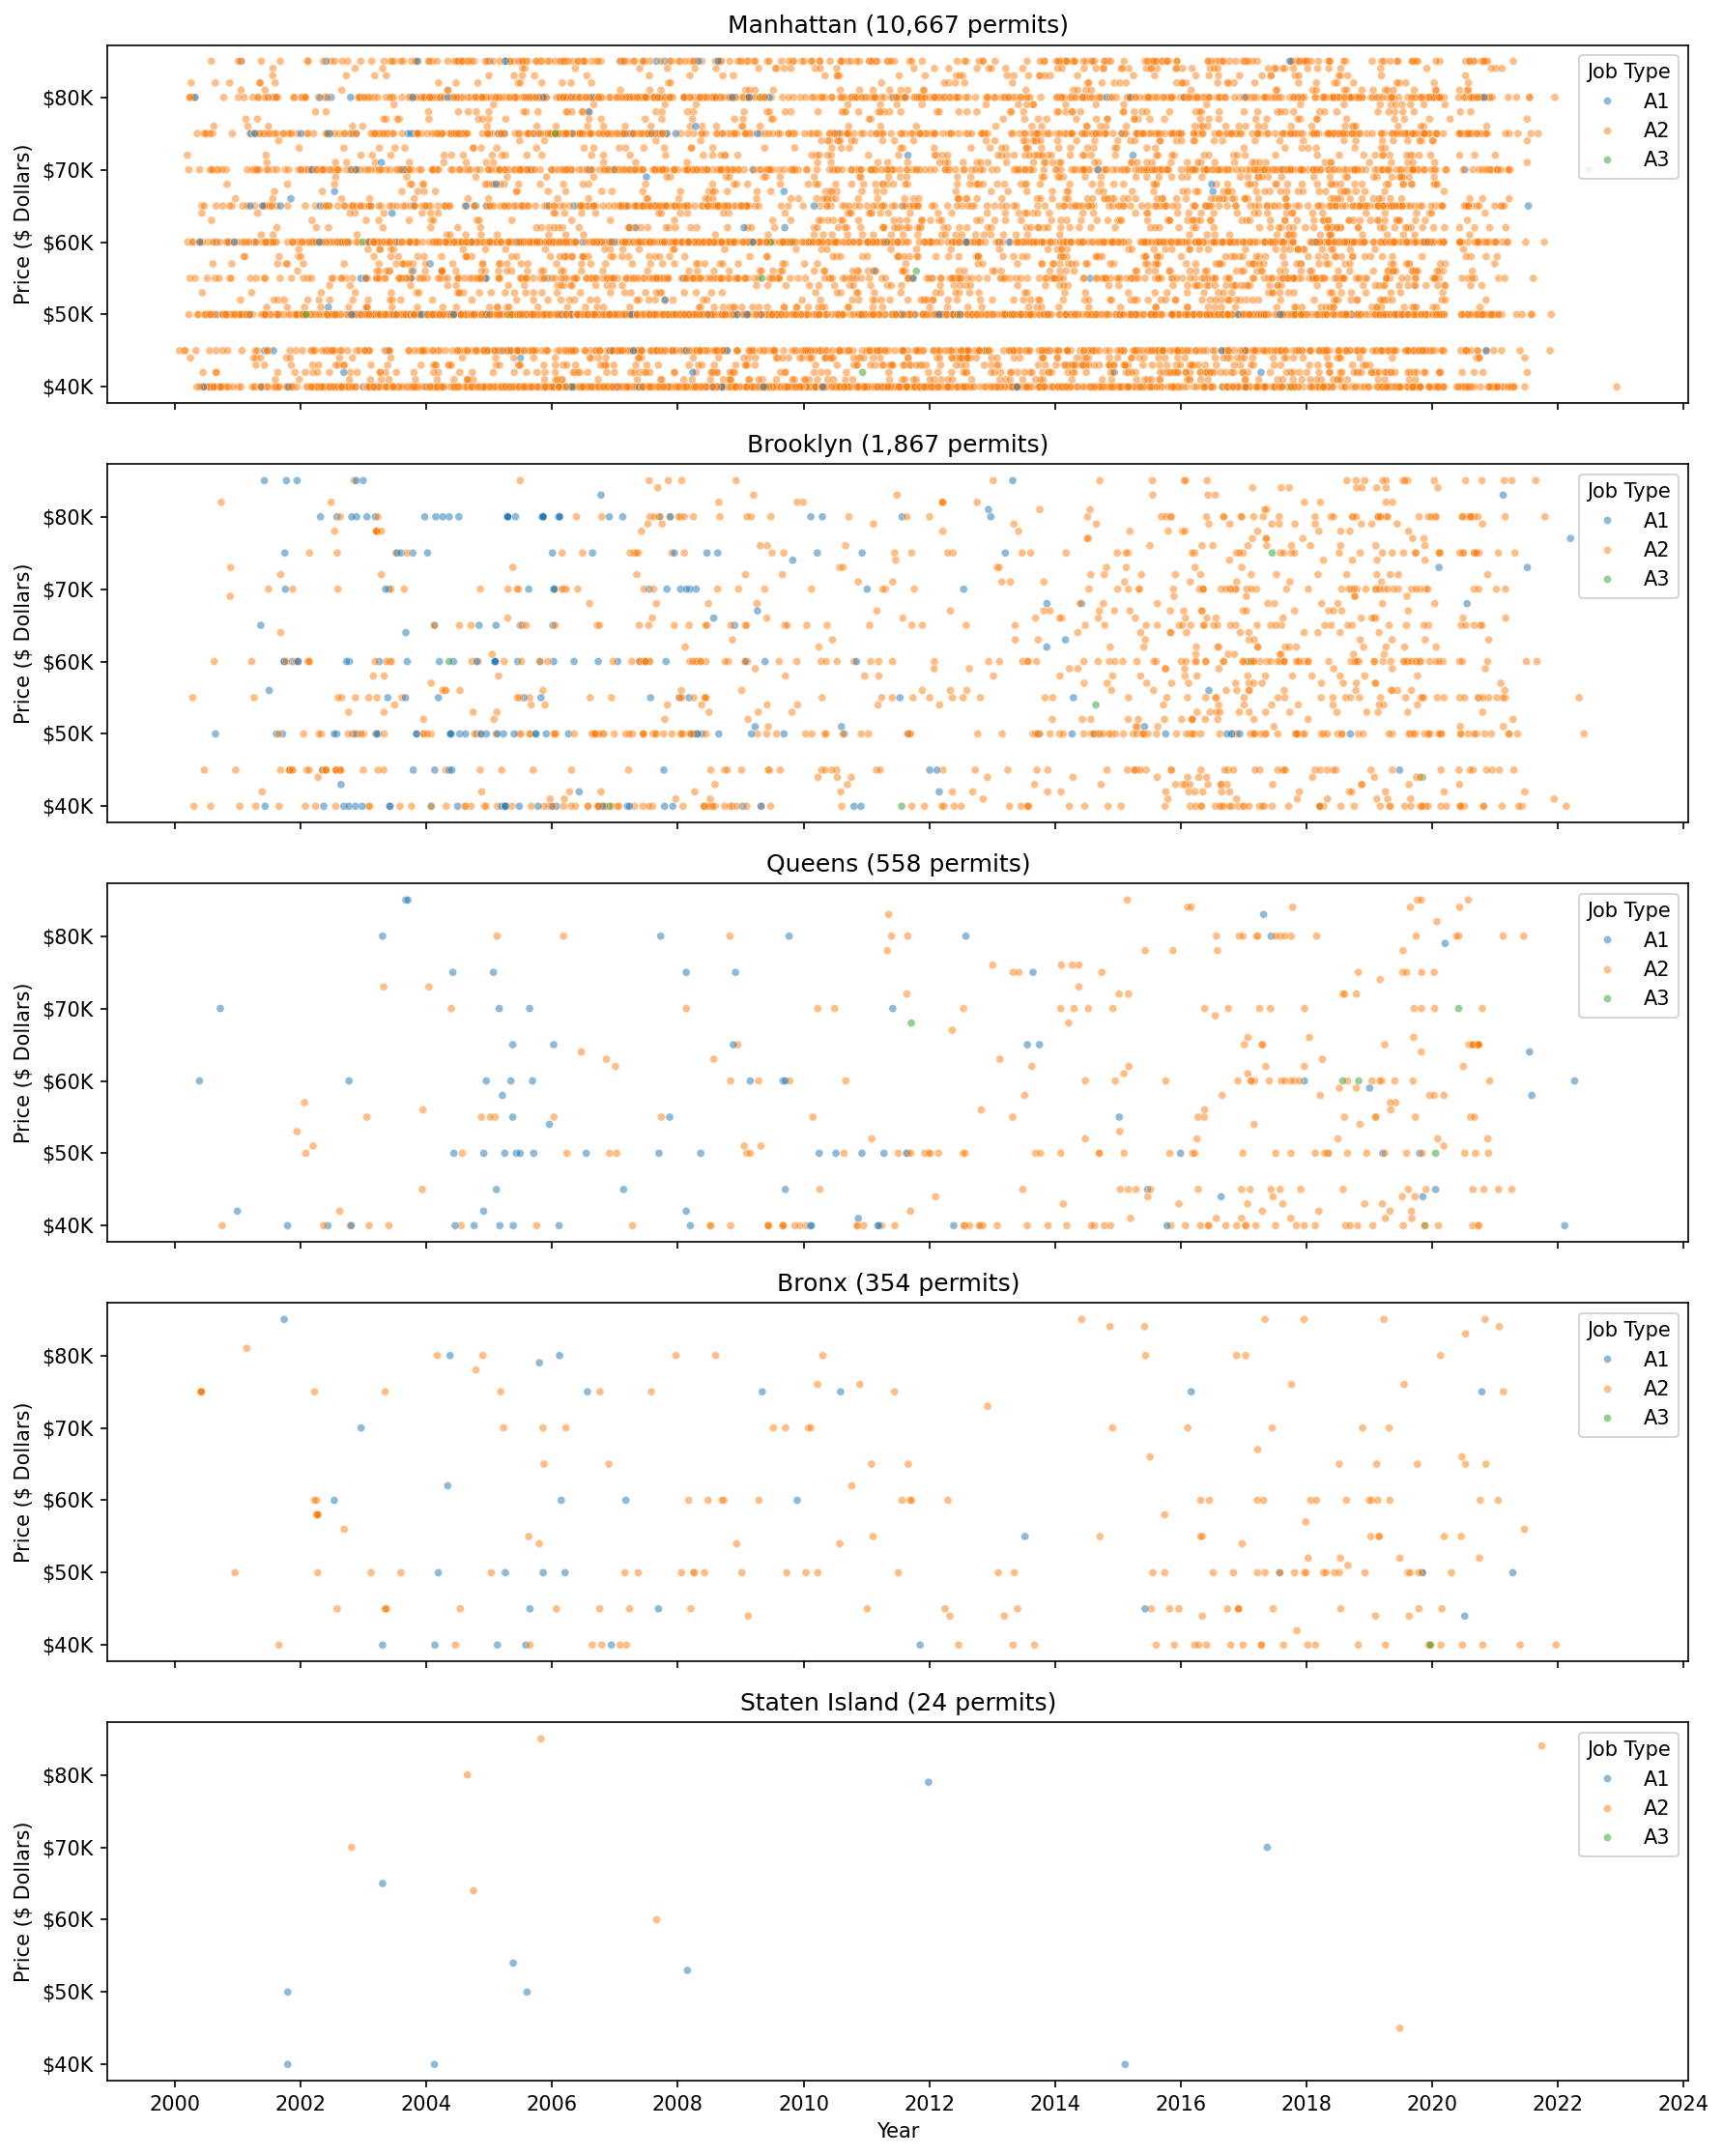 Manhattan (10,667 permits)
Price ($ Dollars)
$80K
$70K
$60K
$50K
$40K
Job Type
A1
A2
A3
Brooklyn (1,867 permits)
Price ($ Dollars)
$80K
$70K
$60K
$50K
$40K
Job Type
A1
A2
A3
Queens (558 permits)
Price ($ Dollars)
$80K
$70K
$60K
$50K
$40K
Job Type
A1
A2
A3
Bronx (354 permits)
Price ($ Dollars)
$80K
$70K
$60K
$50K
$40K
Job Type
A1
A2
A3
Staten Island (24 permits)
Price ($ Dollars)
$80K
$70K
$60K
$50K
$40K
Job Type
A1
A2
A3
2000 2002 2004 2006 2008 2010 2012 2014 2016 2018 2020 2022 2024
Year